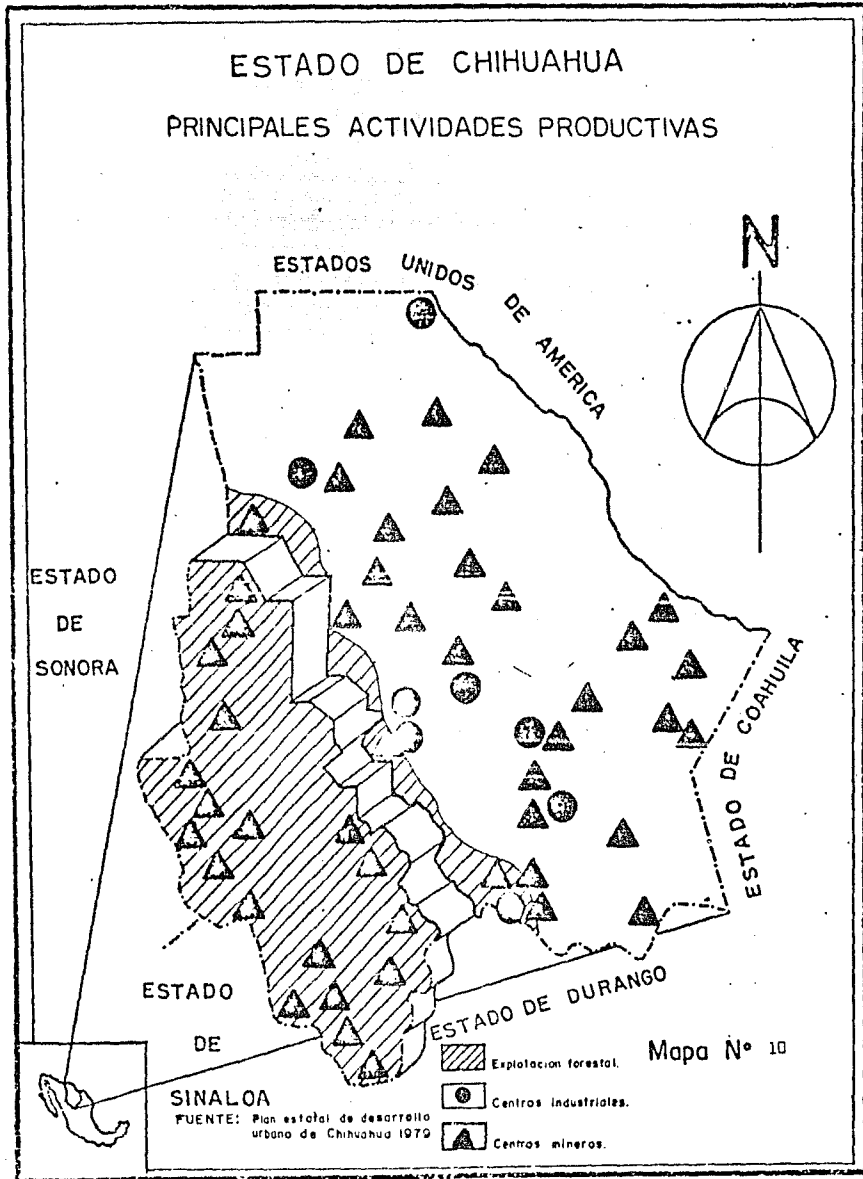 ESTADO DE CHIHUAHUA
PRINCIPALES ACTIVIDADES PRODUCTIVAS
N
ESTADOS UNIDOS DE AMERICA
ESTADO
DE
SONORA
ESTADO DE COAHUILA
ESTADO
DE
SINALOA
ESTADO DE DURANGO
Explotacion forestal.
Mapa Nº 10
Centros industriales.
FUENTE: Plan estatal de desarrollo
urbano de Chihuahua 1979
Centros mineros.